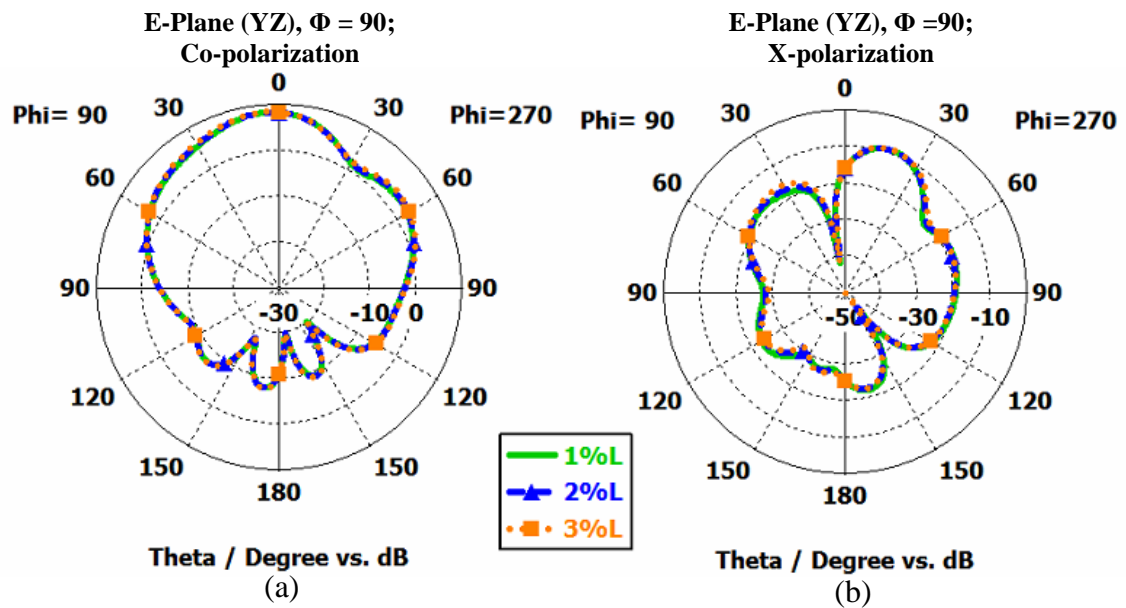 E-Plane (YZ), Φ = 90;
Co-polarization
0
30
30
Phi= 90
Phi=270
60
60
90
90
-30
-10
0
120
120
150
150
180
Theta / Degree vs. dB
(a)
E-Plane (YZ), Φ =90;
X-polarization
0
30
30
Phi= 90
Phi=270
60
60
90
90
-50
-30
-10
120
120
150
150
180
Theta / Degree vs. dB
(b)
1%L
2%L
3%L